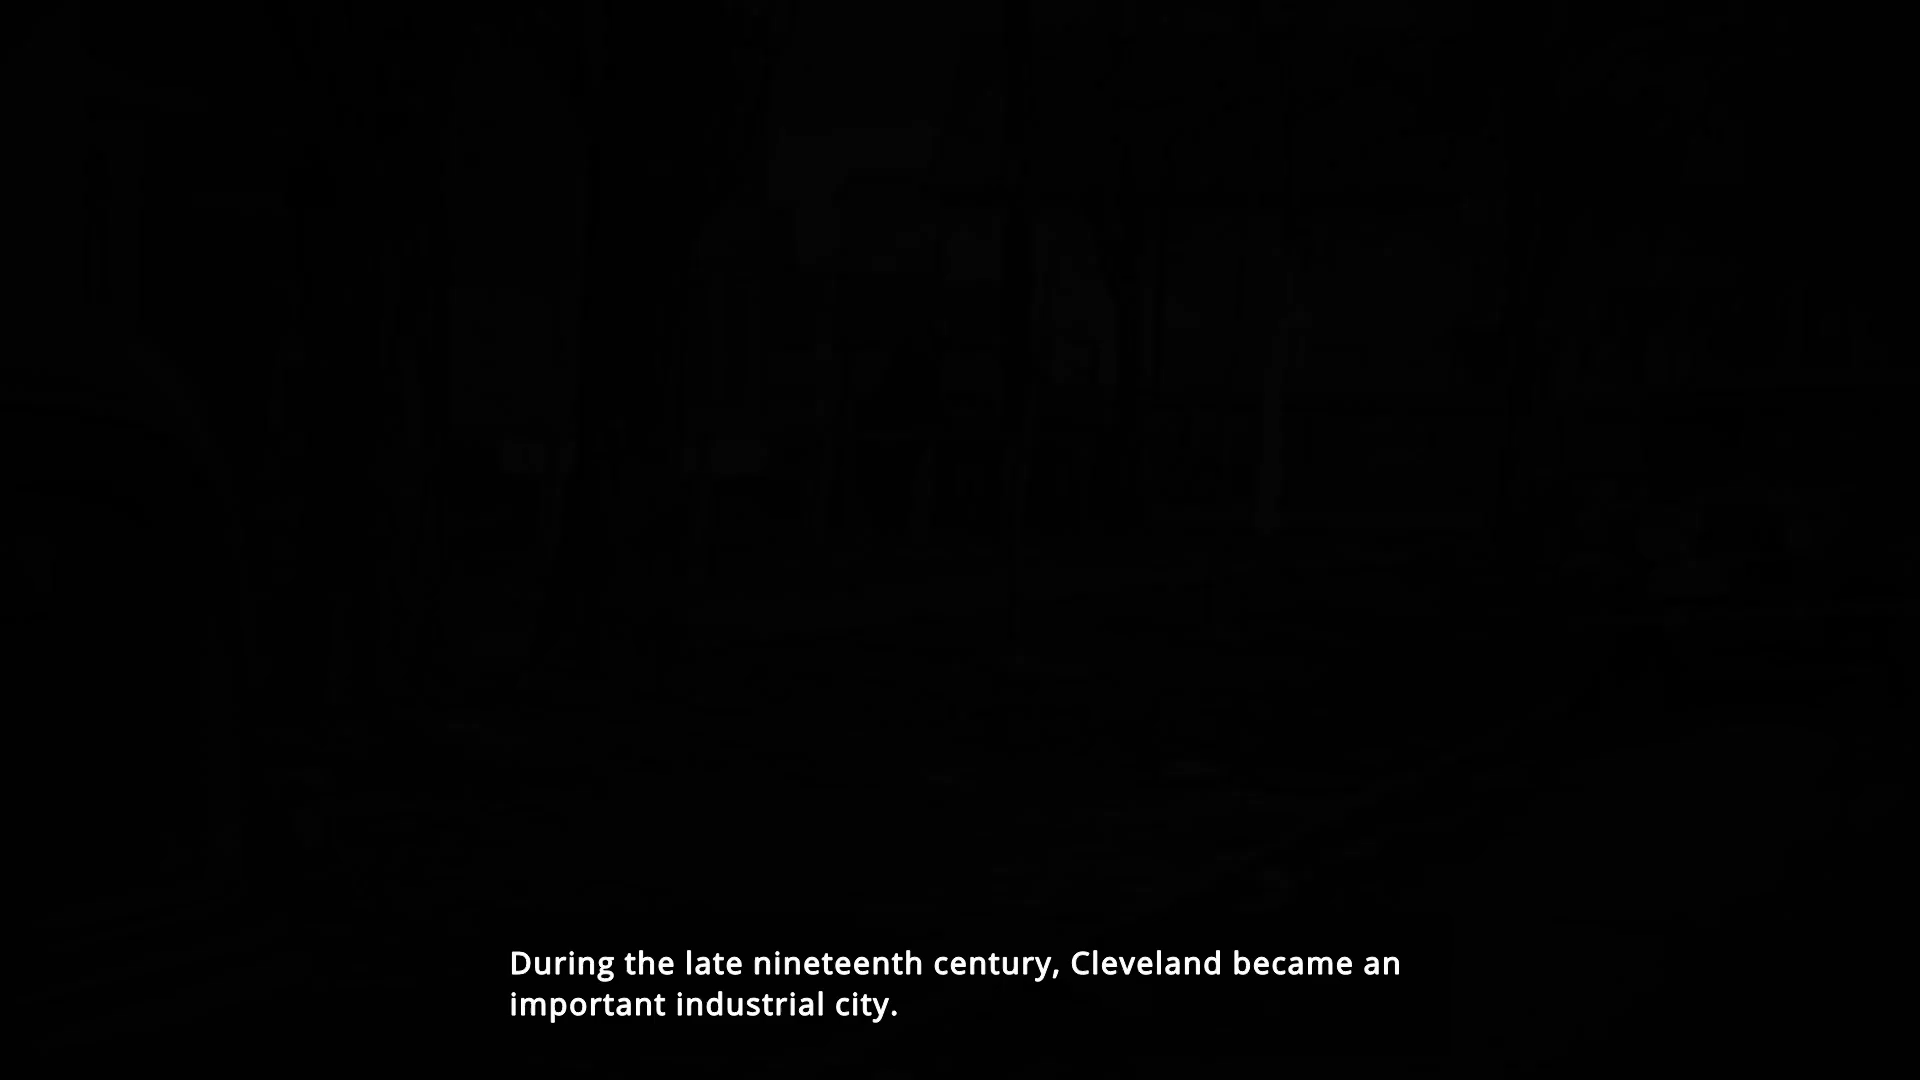 During the late nineteenth century, Cleveland became an
important industrial city.